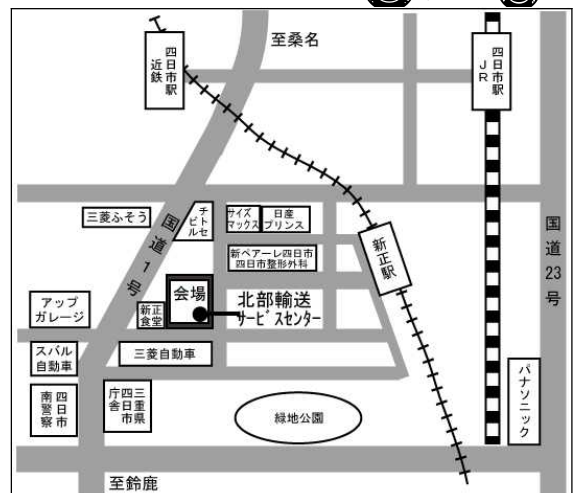 至桑名
四日市駅
近鉄
四日市駅
JR
三菱ふそう
チビトルセ
サイズ
マックス
日産
プリンス
国道1号
新ペアーレ四日市
四日市整形外科
新正駅
国道23号
アップ
ガレージ
会場
新正
食堂
北部輸送
サービスセンター
スバル
自動車
三菱自動車
パナソニック
四日市
南警察
三重県
四日市
庁舎
緑地公園
至鈴鹿